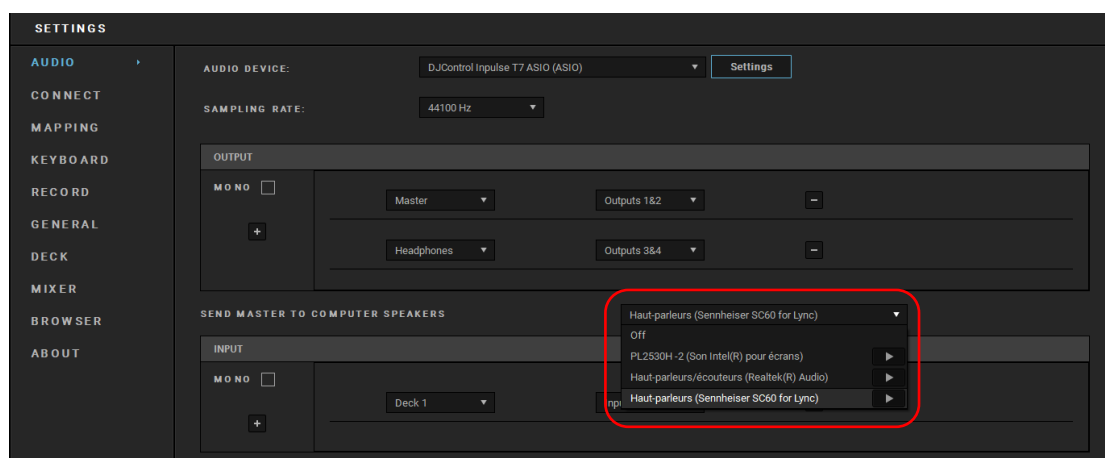 SETTINGS
AUDIO
CONNECT
MAPPING
KEYBOARD
RECORD
GENERAL
DECK
MIXER
BROWSER
ABOUT
AUDIO DEVICE:
DJControl Inpulse T7 ASIO (ASIO)
Settings
SAMPLING RATE:
44100 Hz
OUTPUT
MONO
+
Master
Outputs 1&2
−
Headphones
Outputs 3&4
−
SEND MASTER TO COMPUTER SPEAKERS
Haut-parleurs (Sennheiser SC60 for Lync)
Off
PL2530H -2 (Son Intel(R) pour écrans)
Haut-parleurs/écouteurs (Realtek(R) Audio)
Haut-parleurs (Sennheiser SC60 for Lync)
INPUT
MONO
+
Deck 1